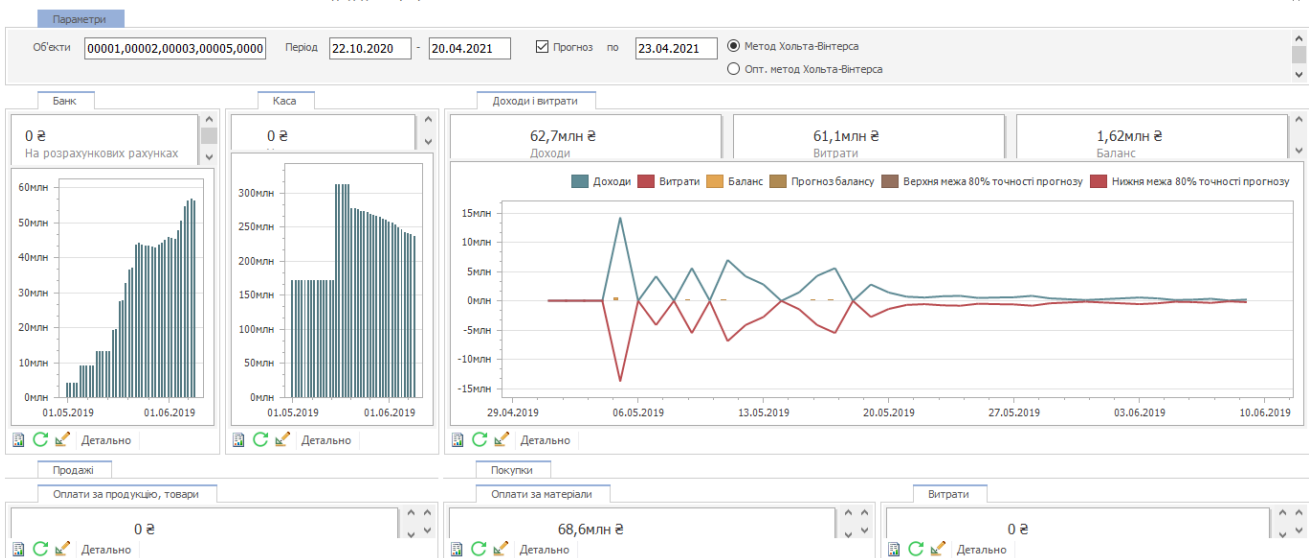 Параметри
Об'єкти 00001,00002,00003,00005,0000 Період 22.10.2020 - 20.04.2021 Прогноз по 23.04.2021 Метод Хольта-Вінтерса
Опт. метод Хольта-Вінтерса
Банк
0 ₴
На розрахункових рахунках
60млн
50млн
40млн
30млн
20млн
10млн
0млн
01.05.2019 01.06.2019
Детально
Каса
0 ₴
300млн
250млн
200млн
150млн
100млн
50млн
0млн
01.05.2019 01.06.2019
Детально
Доходи і витрати
62,7млн ₴
Доходи
61,1млн ₴
Витрати
1,62млн ₴
Баланс
Доходи Витрати Баланс Прогноз балансу Верхня межа 80% точності прогнозу Нижня межа 80% точності прогнозу
15млн
10млн
5млн
0млн
-5млн
-10млн
-15млн
29.04.2019 06.05.2019 13.05.2019 20.05.2019 27.05.2019 03.06.2019 10.06.2019
Детально
Продажі
Оплати за продукцію, товари
0 ₴
Детально
Покупки
Оплати за матеріали
68,6млн ₴
Детально
Витрати
0 ₴
Детально